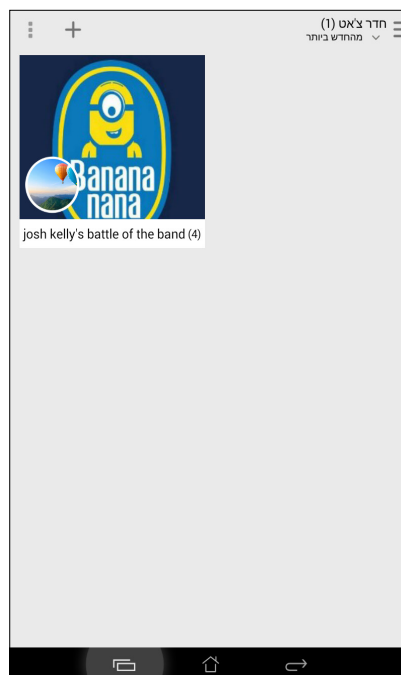 חדר צ'אט (1)
מהחדש ביותר
Banana
nana
josh kelly's battle of the band (4)